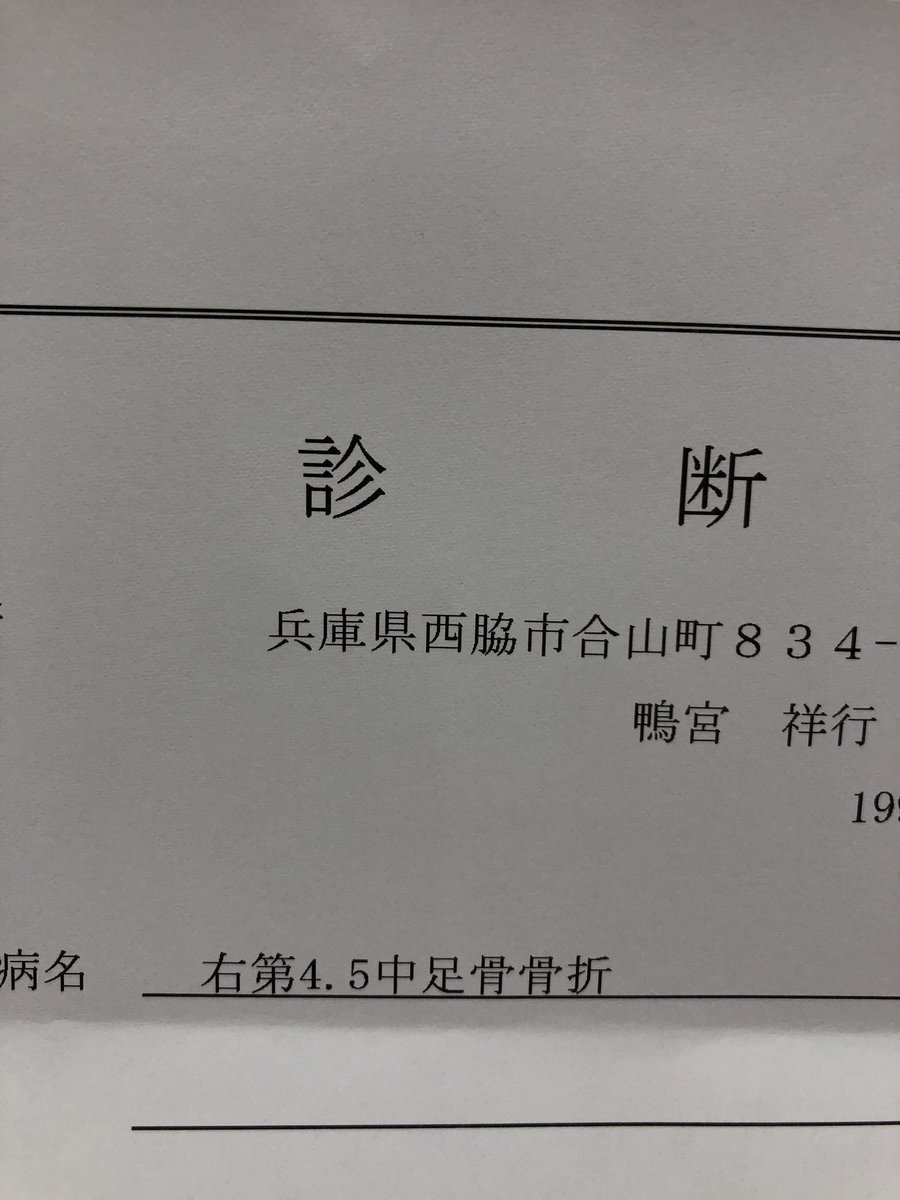 診 断
兵庫県西脇市合山町834-
鴨宮 祥行
199
病名 右第4.5中足骨骨折